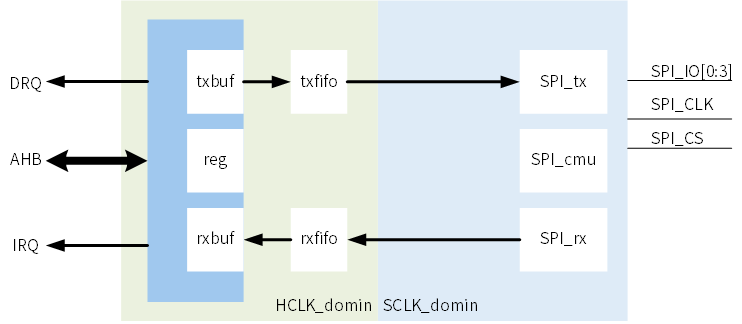 DRQ
txbuf
txfifo
SPI_tx
SPI_IO[0:3]
SPI_CLK
SPI_CS
AHB
reg
SPI_cmu
IRQ
rxbuf
rxfifo
SPI_rx
HCLK_domin
SCLK_domin